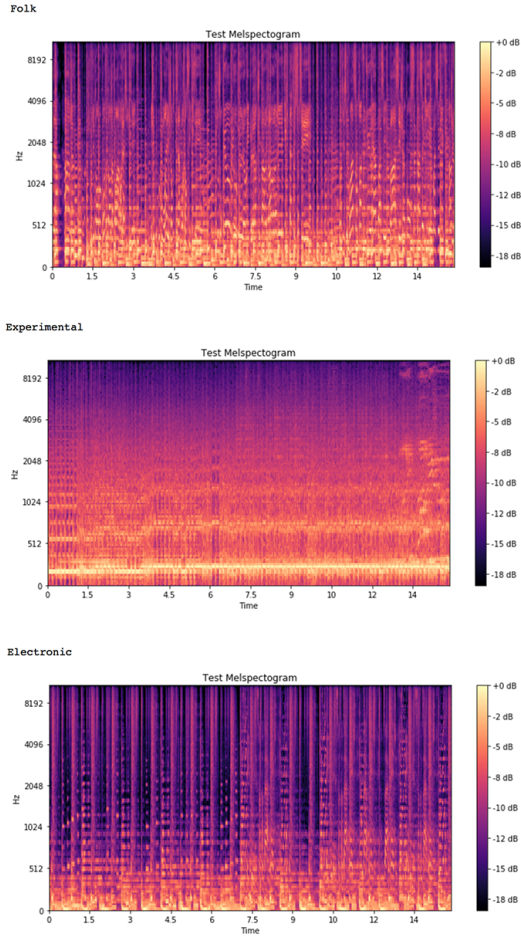 Folk
Test Melspectogram
8192
4096
2048
1024
512
0
Hz
0 1.5 3 4.5 6 7.5 9 10 12 14
Time
+0 dB
-2 dB
-5 dB
-8 dB
-10 dB
-12 dB
-15 dB
-18 dB
Experimental
Test Melspectogram
8192
4096
2048
1024
512
0
Hz
0 1.5 3 4.5 6 7.5 9 10 12 14
Time
+0 dB
-2 dB
-5 dB
-8 dB
-10 dB
-12 dB
-15 dB
-18 dB
Electronic
Test Melspectogram
8192
4096
2048
1024
512
0
Hz
0 1.5 3 4.5 6 7.5 9 10 12 14
Time
+0 dB
-2 dB
-5 dB
-8 dB
-10 dB
-12 dB
-15 dB
-18 dB